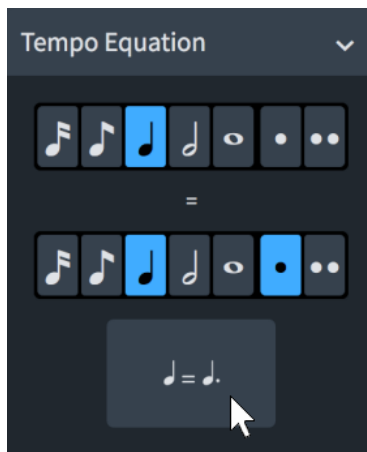 Tempo Equation
=
=